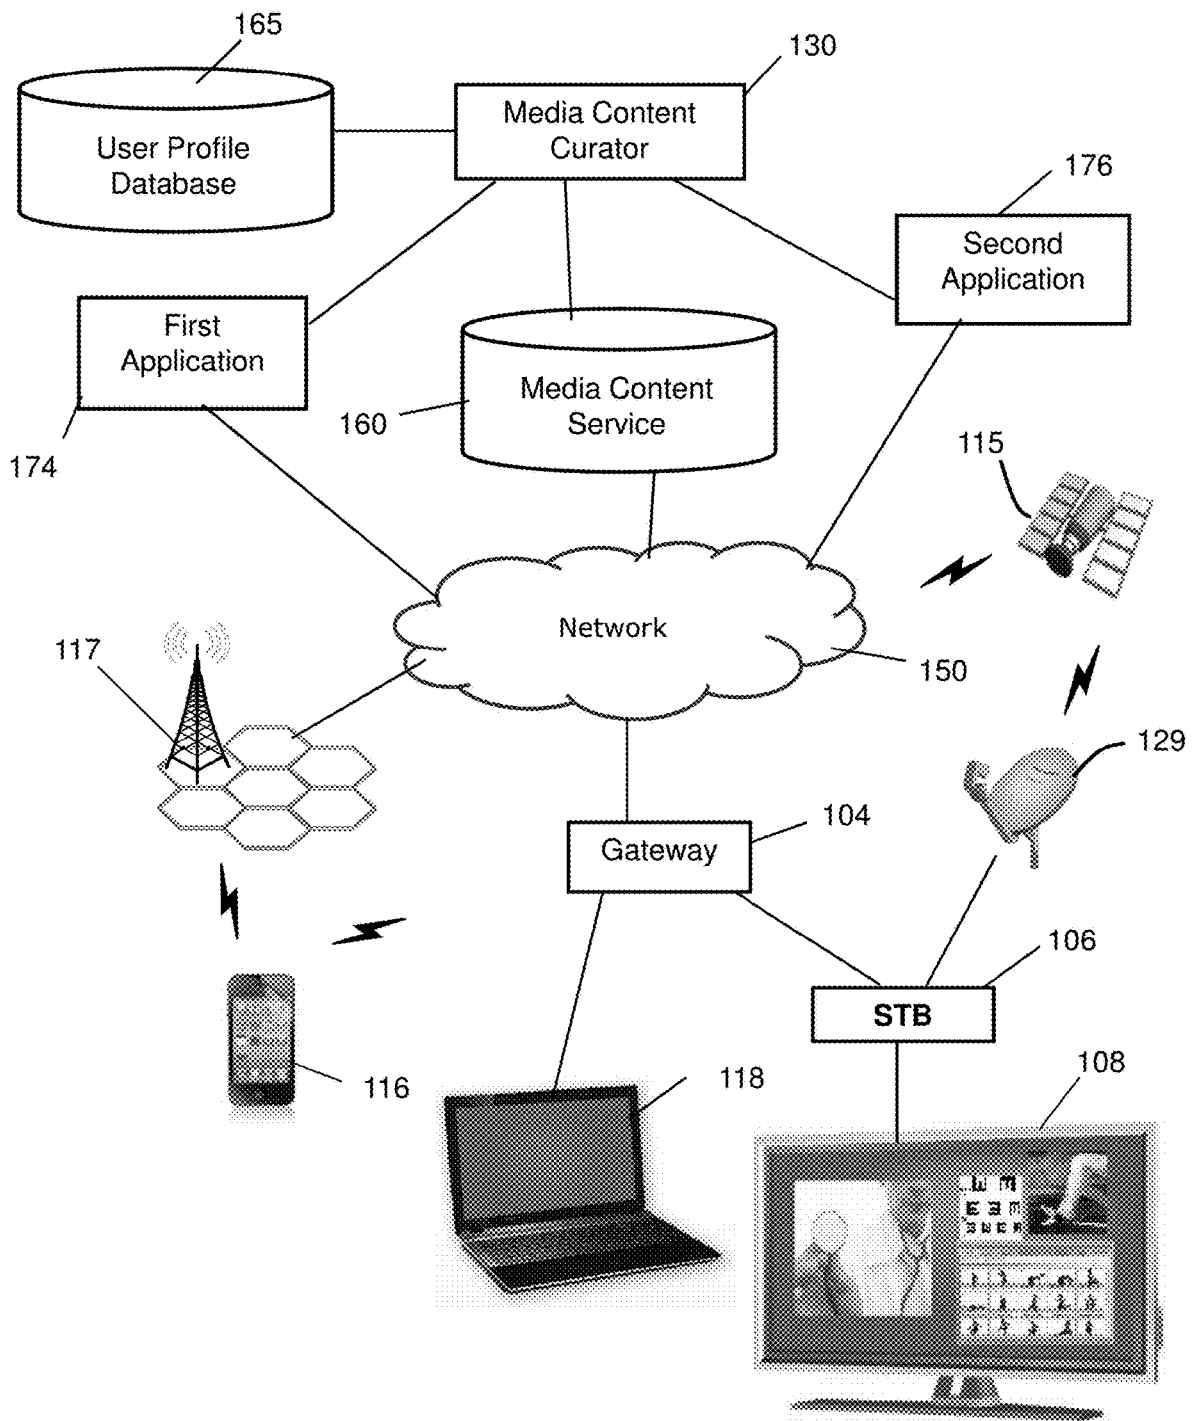 165
130
Media Content
Curator
User Profile
Database
176
Second
Application
First
Application
Media Content
Service
160
174
115
Network
117
150
129
104
Gateway
106
STB
116
118
108